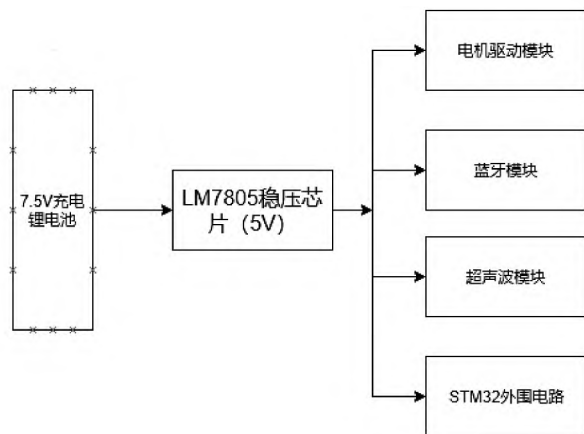 7.5V充电
锂电池
LM7805稳压芯
片（5V）
电机驱动模块
蓝牙模块
超声波模块
STM32外围电路